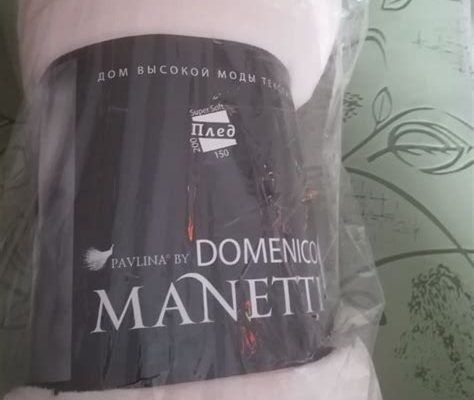 ДОМ ВЫСОКОЙ МОДЫ
Super Soft
Плед
200
150
PAVLINA® BY DOMENICO
MANETTI